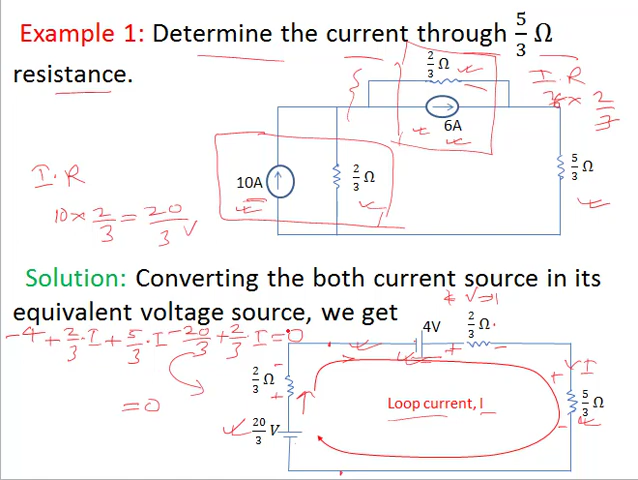 Example 1: Determine the current through 5/3 Ω
resistance.
2/3 Ω
I.R
6A
2/3
10A
2/3 Ω
5/3 Ω
I.R
10 × 2/3 = 20/3 V
Solution: Converting the both current source in its
equivalent voltage source, we get
-4 + 2/3 · I + 5/3 · I - 20/3 + 2/3 · I = 0
= 0
4V
2/3 Ω
2/3 Ω
20/3 V
Loop current, I
5/3 Ω